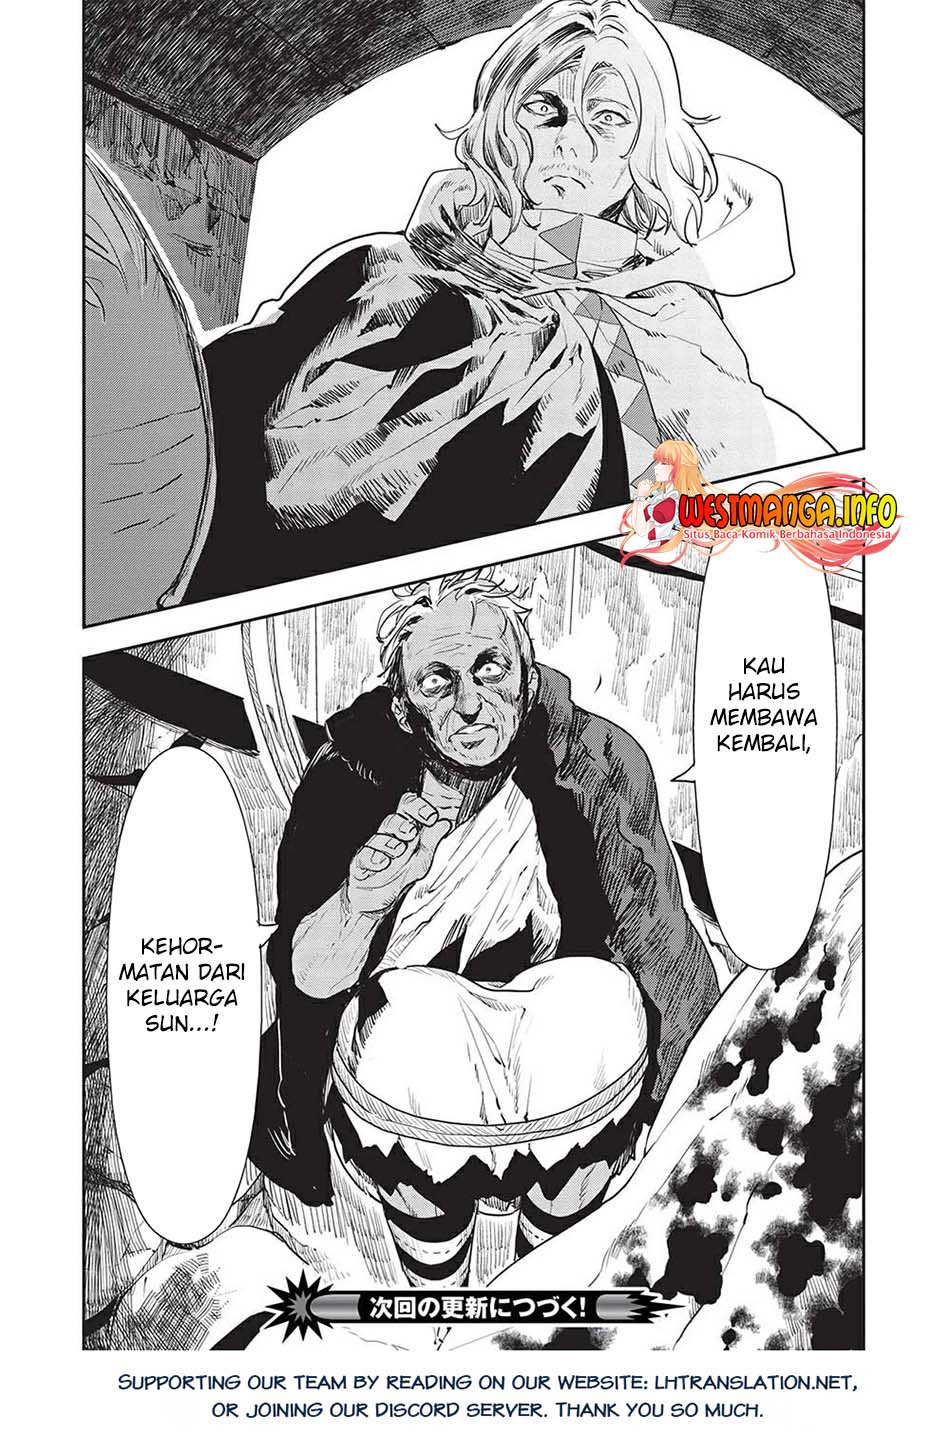 WESTMANGA.INFO
Situs Baca Komik Berbahasa Indonesia
KAU
HARUS
MEMBAWA
KEMBALI,
KEHOR-
MATAN DARI
KELUARGA
SUN...!
次回の更新につづく!
SUPPORTING OUR TEAM BY READING ON OUR WEBSITE: LHTRANSLATION.NET,
OR JOINING OUR DISCORD SERVER. THANK YOU SO MUCH.